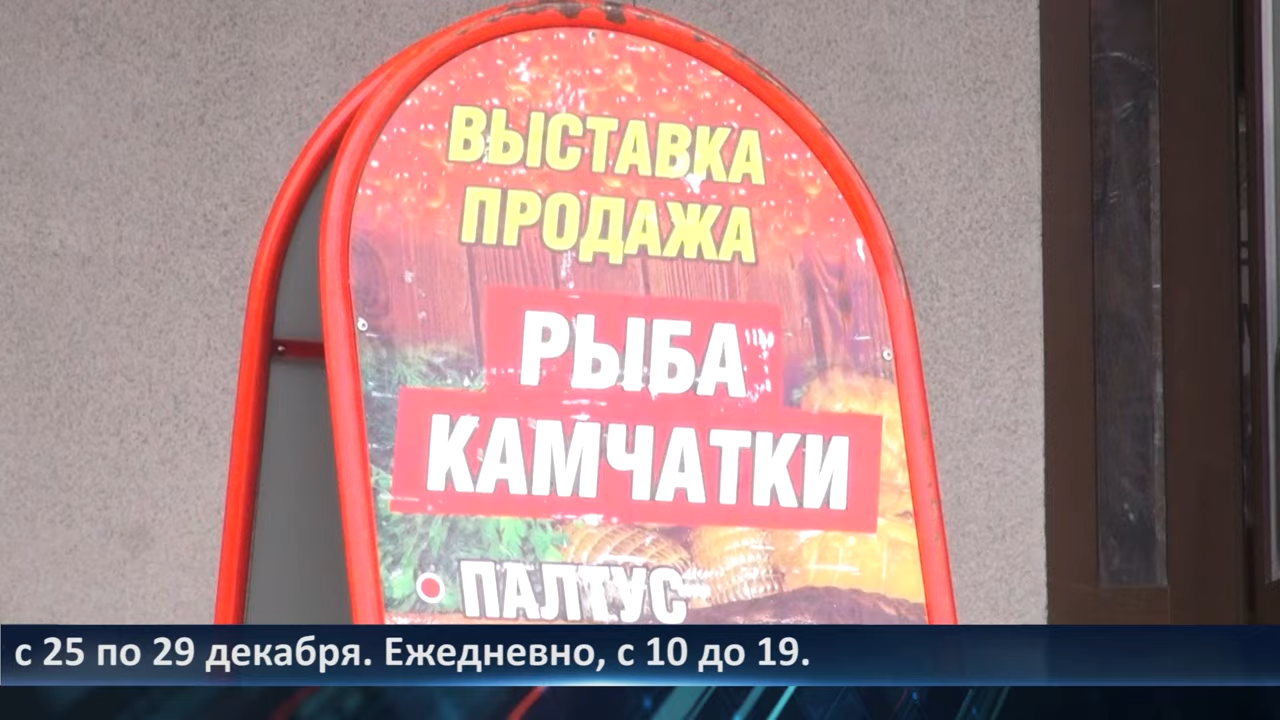 ВЫСТАВКА
ПРОДАЖА
РЫБА
КАМЧАТКИ
ПАЛТУС
с 25 по 29 декабря. Ежедневно, с 10 до 19.